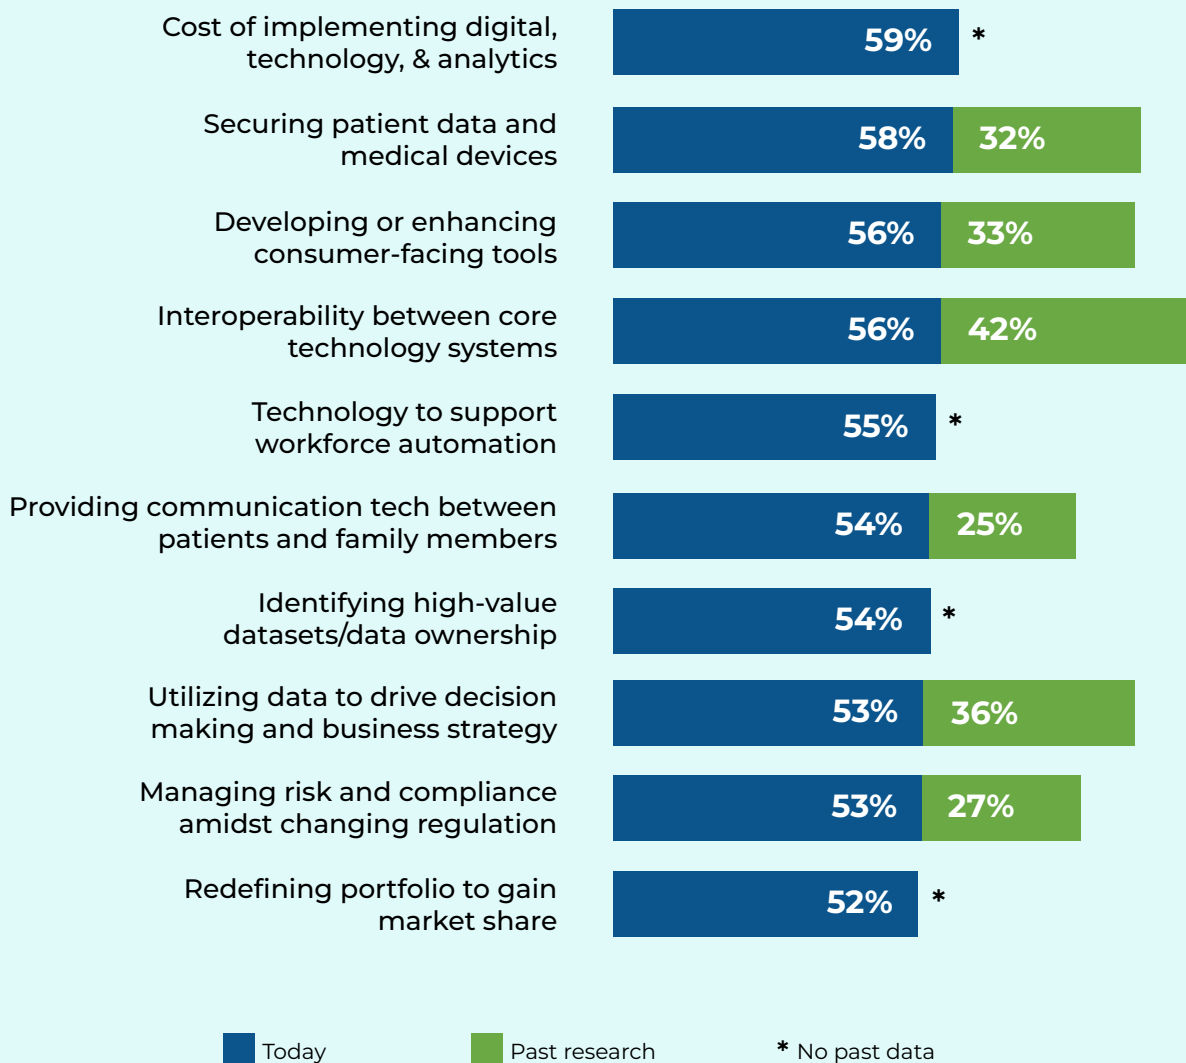 Cost of implementing digital,
technology, & analytics
59% *
Securing patient data and
medical devices
58% 32%
Developing or enhancing
consumer-facing tools
56% 33%
Interoperability between core
technology systems
56% 42%
Technology to support
workforce automation
55% *
Providing communication tech between
patients and family members
54% 25%
Identifying high-value
datasets/data ownership
54% *
Utilizing data to drive decision
making and business strategy
53% 36%
Managing risk and compliance
amidst changing regulation
53% 27%
Redefining portfolio to gain
market share
52% *
Today Past research * No past data